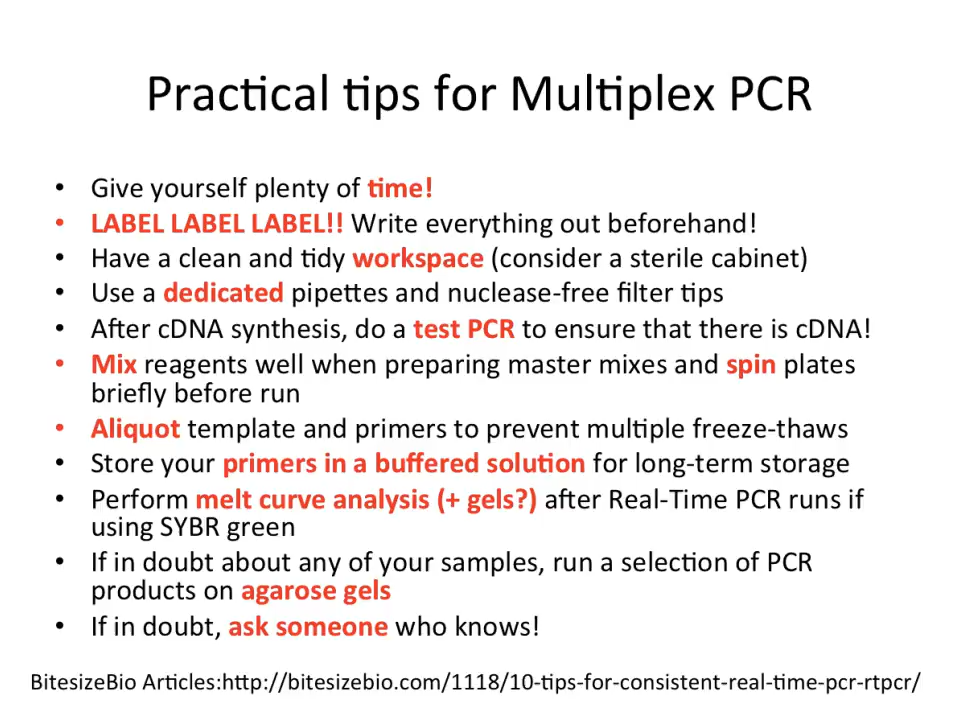 Practical tips for Multiplex PCR
• Give yourself plenty of time!
• LABEL LABEL LABEL!! Write everything out beforehand!
• Have a clean and tidy workspace (consider a sterile cabinet)
• Use a dedicated pipettes and nuclease-free filter tips
• After cDNA synthesis, do a test PCR to ensure that there is cDNA!
• Mix reagents well when preparing master mixes and spin plates
briefly before run
• Aliquot template and primers to prevent multiple freeze-thaws
• Store your primers in a buffered solution for long-term storage
• Perform melt curve analysis (+ gels?) after Real-Time PCR runs if
using SYBR green
• If in doubt about any of your samples, run a selection of PCR
products on agarose gels
• If in doubt, ask someone who knows!
BitesizeBio Articles:http://bitesizebio.com/1118/10-tips-for-consistent-real-time-pcr-rtpcr/